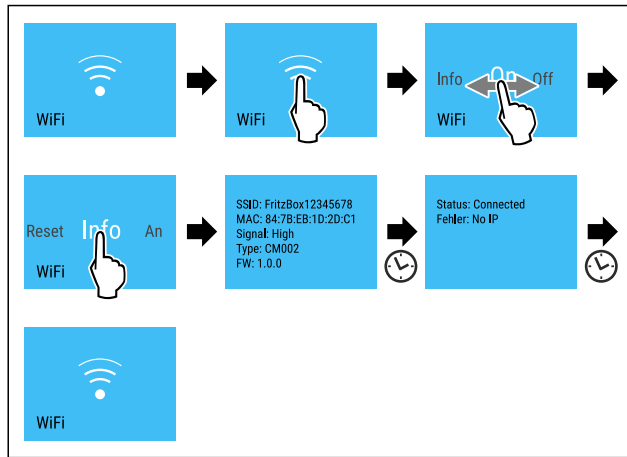 WiFi
WiFi
Info On Off
WiFi
Reset Info An
WiFi
SSID: FritzBox12345678
MAC: 84:7B:EB:1D:2D:C1
Signal: High
Type: CM002
FW: 1.0.0
Status: Connected
Fehler: No IP
WiFi